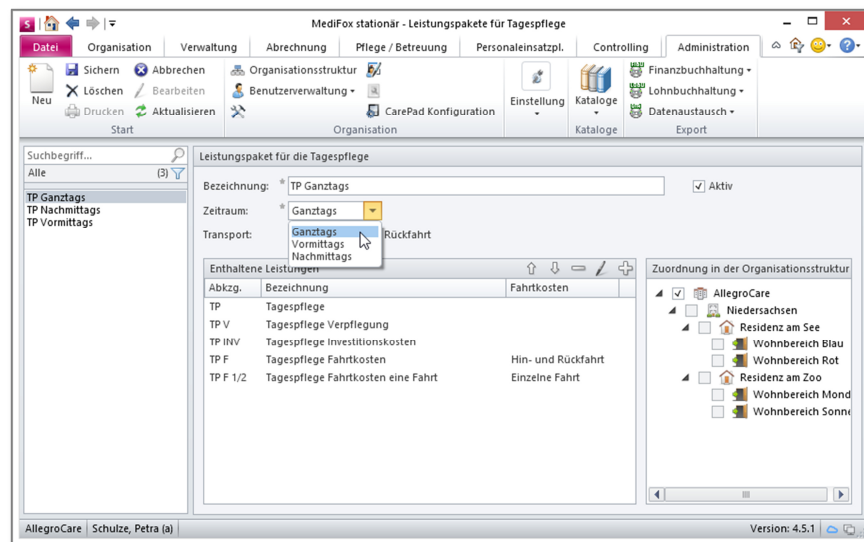 MediFox stationär - Leistungspakete für Tagespflege
Datei Organisation Verwaltung Abrechnung Pflege / Betreuung Personaleinsatzpl. Controlling Administration
Neu
Sichern Abbrechen
Löschen Bearbeiten
Drucken Aktualisieren
Start
Organisationsstruktur
Benutzerverwaltung
CarePad Konfiguration
Organisation
Einstellung
Kataloge
Kataloge
Finanzbuchhaltung
Lohnbuchhaltung
Datenaustausch
Export
Suchbegriff...
Alle (3)
TP Ganztags
TP Nachmittags
TP Vormittags
Leistungspaket für die Tagespflege
Bezeichnung: * TP Ganztags Aktiv
Zeitraum: * Ganztags
Ganztags
Vormittags
Nachmittags
Transport: Rückfahrt
Enthaltene Leistungen
Abkzg. Bezeichnung Fahrtkosten
TP Tagespflege
TP V Tagespflege Verpflegung
TP INV Tagespflege Investitionskosten
TP F Tagespflege Fahrtkosten Hin- und Rückfahrt
TP F 1/2 Tagespflege Fahrtkosten eine Fahrt Einzelne Fahrt
Zuordnung in der Organisationsstruktur
AllegroCare
Niedersachsen
Residenz am See
Wohnbereich Blau
Wohnbereich Rot
Residenz am Zoo
Wohnbereich Mond
Wohnbereich Sonne
AllegroCare Schulze, Petra (a) Version: 4.5.1